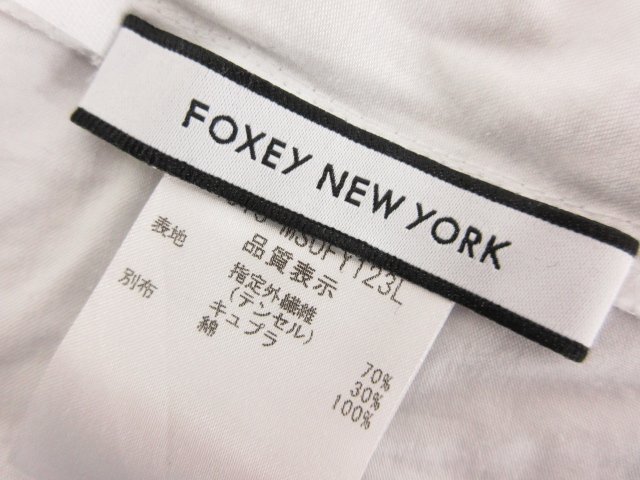 FOXEY NEW YORK
MSOFY123L
品質表示
表地 指定外繊維
(テンセル) 70%
キュプラ 30%
別布 綿 100%